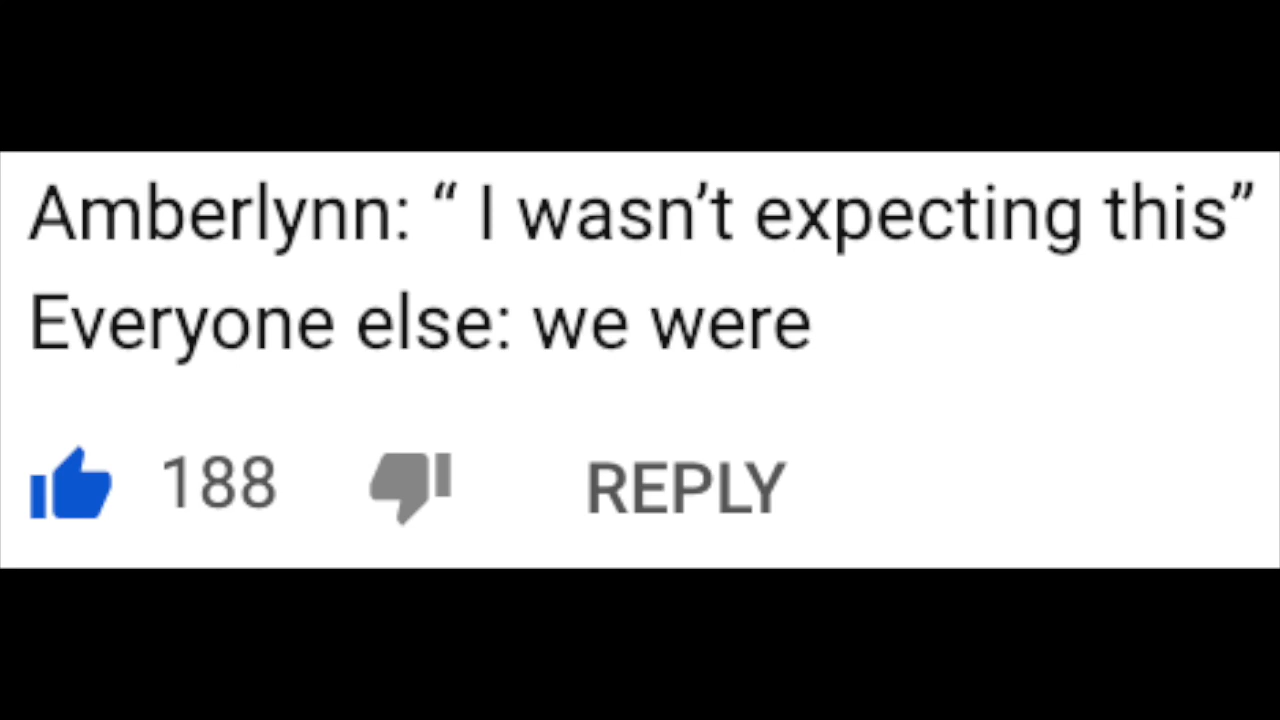 Amberlynn: “ I wasn’t expecting this”
Everyone else: we were
188 REPLY